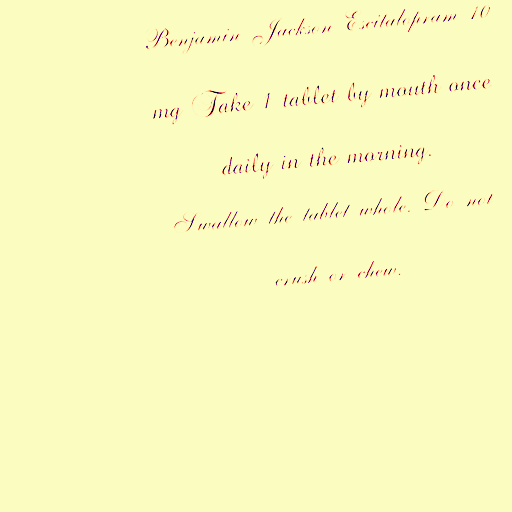 Benjamin Jackson Escitalopram 10
mg Take 1 tablet by mouth once
daily in the morning.
Swallow the tablet whole. Do not
crush or chew.